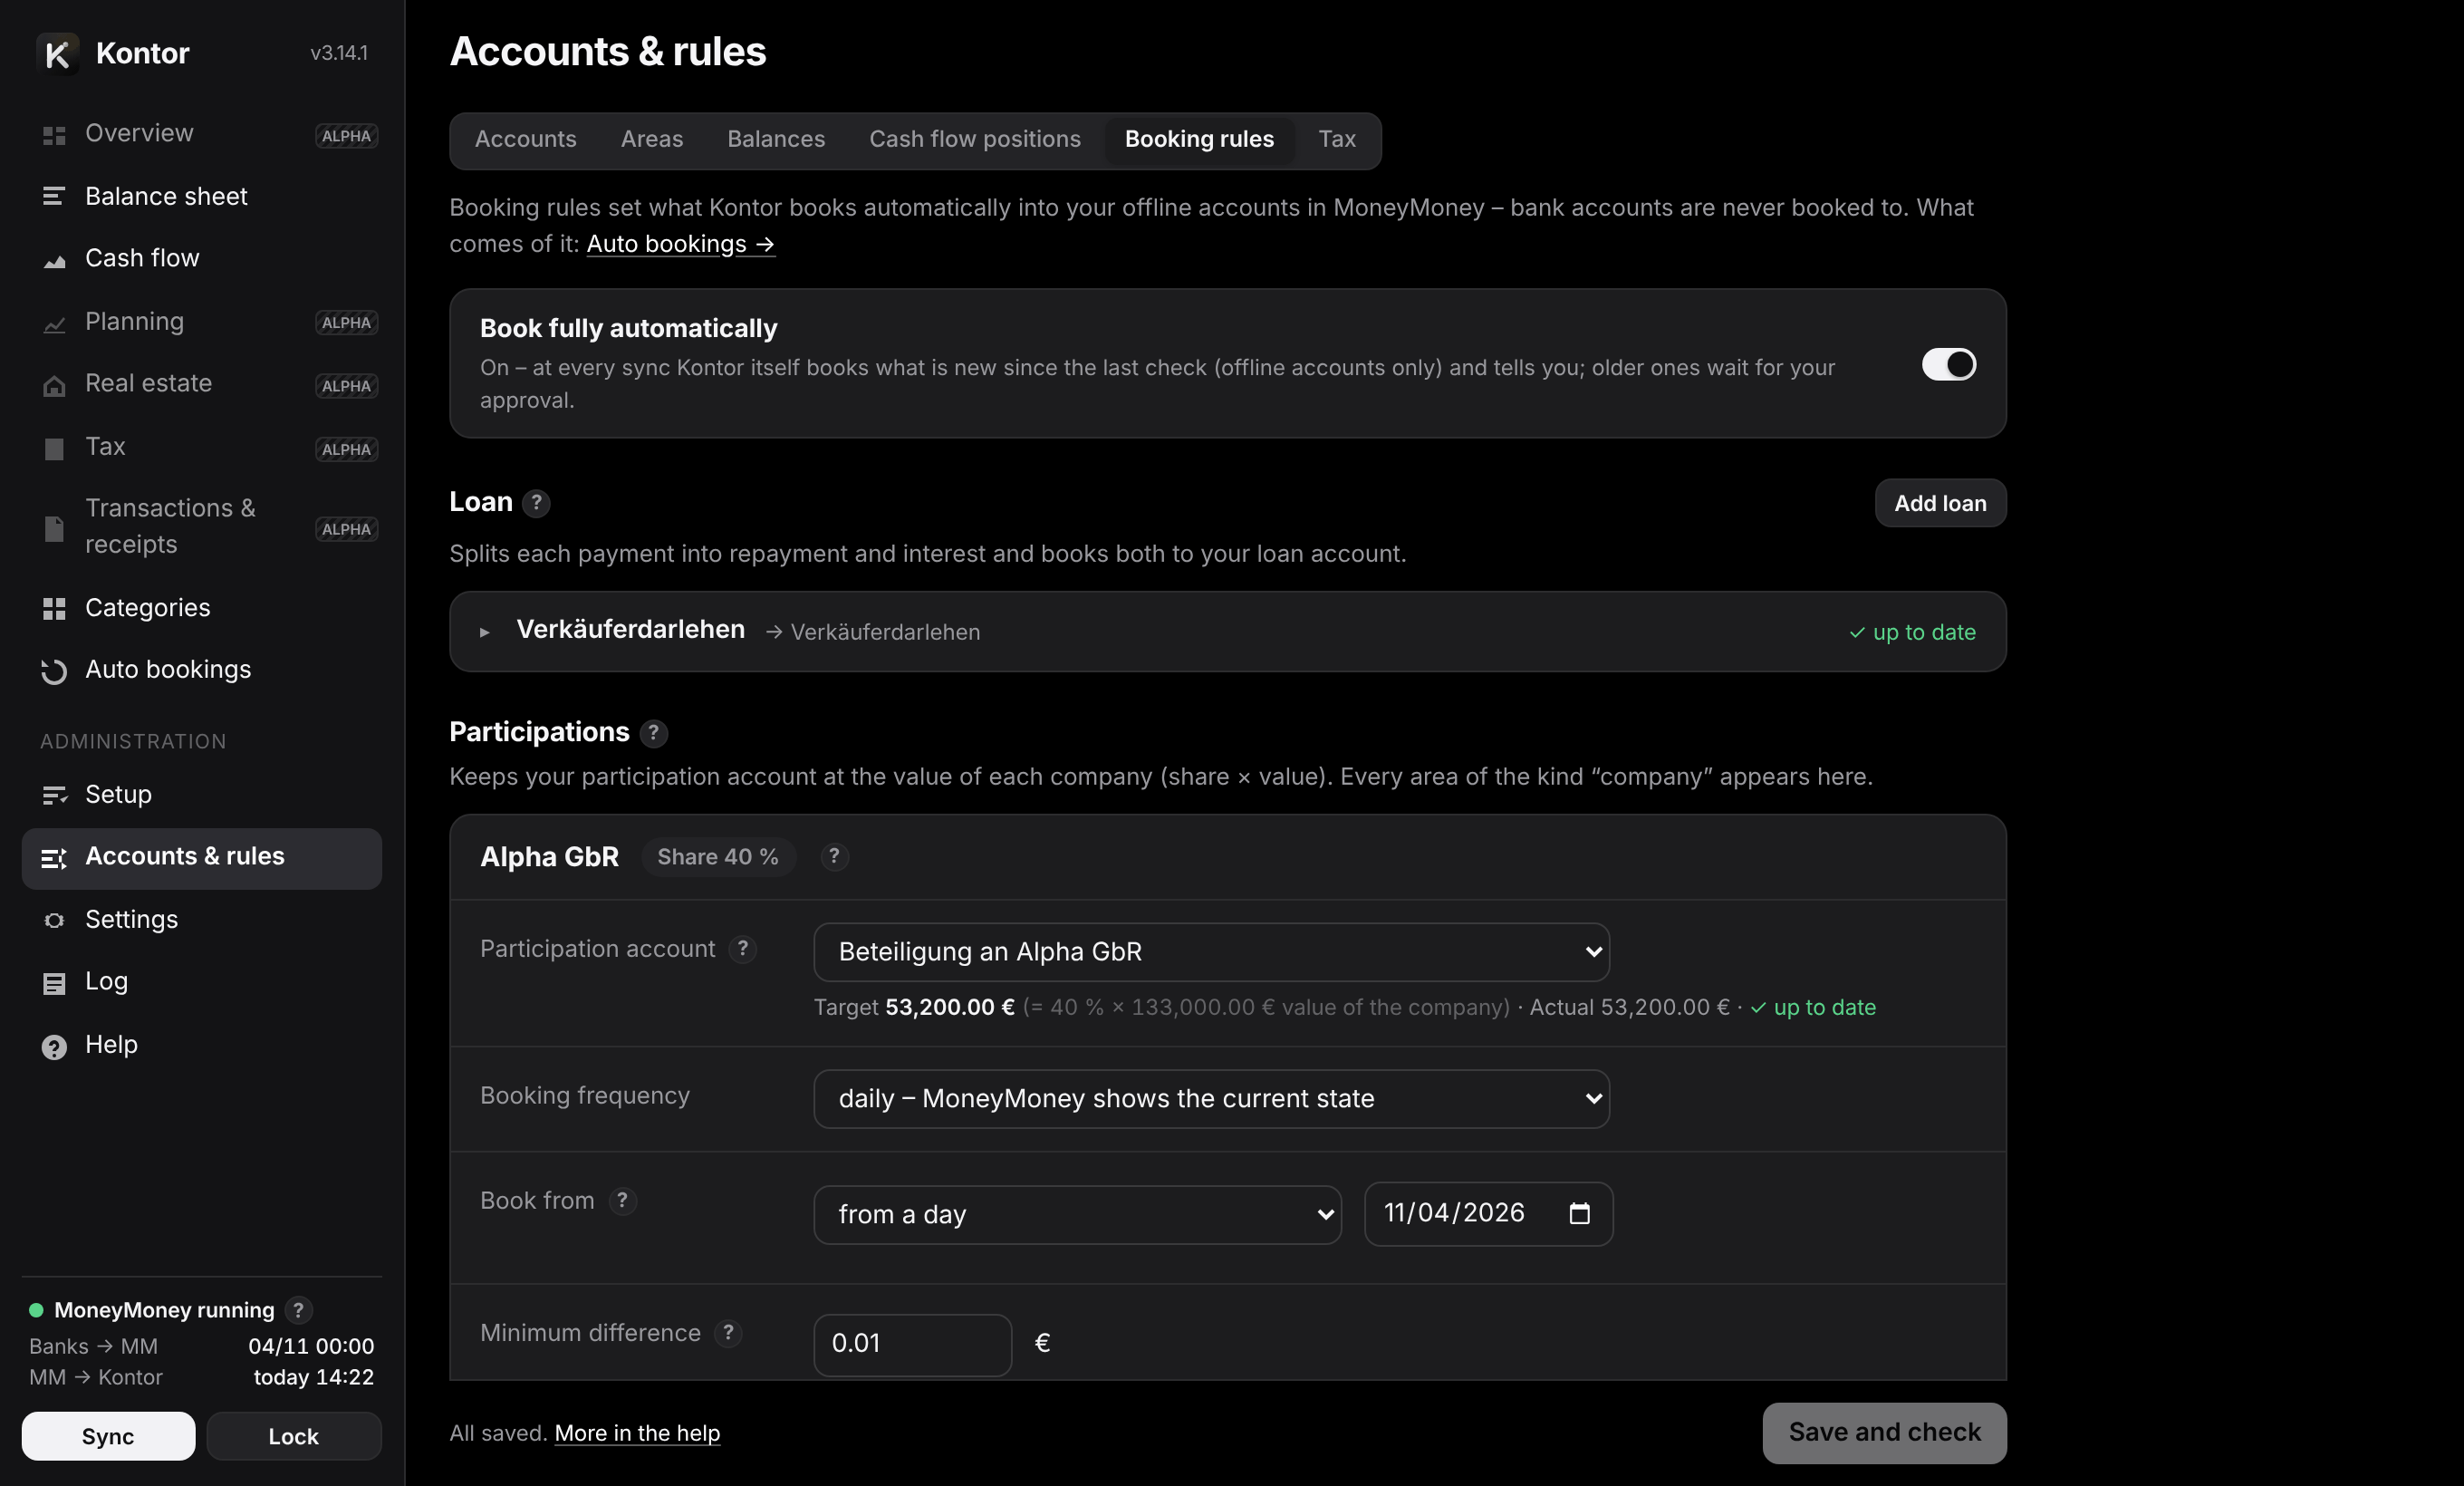 Kontor
v3.14.1
Overview
ALPHA
Balance sheet
Cash flow
Planning
ALPHA
Real estate
ALPHA
Tax
ALPHA
Transactions &
receipts
ALPHA
Categories
Auto bookings
ADMINISTRATION
Setup
Accounts & rules
Settings
Log
? Help
MoneyMoney running ?
Banks → MM 04/11 00:00
MM → Kontor today 14:22
Sync
Lock
Accounts & rules
Accounts Areas Balances Cash flow positions Booking rules Tax
Booking rules set what Kontor books automatically into your offline accounts in MoneyMoney – bank accounts are never booked to. What
comes of it: Auto bookings →
Book fully automatically
On – at every sync Kontor itself books what is new since the last check (offline accounts only) and tells you; older ones wait for your
approval.
Loan ?
Add loan
Splits each payment into repayment and interest and books both to your loan account.
▸ Verkäuferdarlehen → Verkäuferdarlehen ✓ up to date
Participations ?
Keeps your participation account at the value of each company (share × value). Every area of the kind “company” appears here.
Alpha GbR Share 40 % ?
Participation account ? Beteiligung an Alpha GbR
Target 53,200.00 € (= 40 % × 133,000.00 € value of the company) · Actual 53,200.00 € · ✓ up to date
Booking frequency daily – MoneyMoney shows the current state
Book from ? from a day 11/04/2026
Minimum difference ? 0.01 €
All saved. More in the help
Save and check